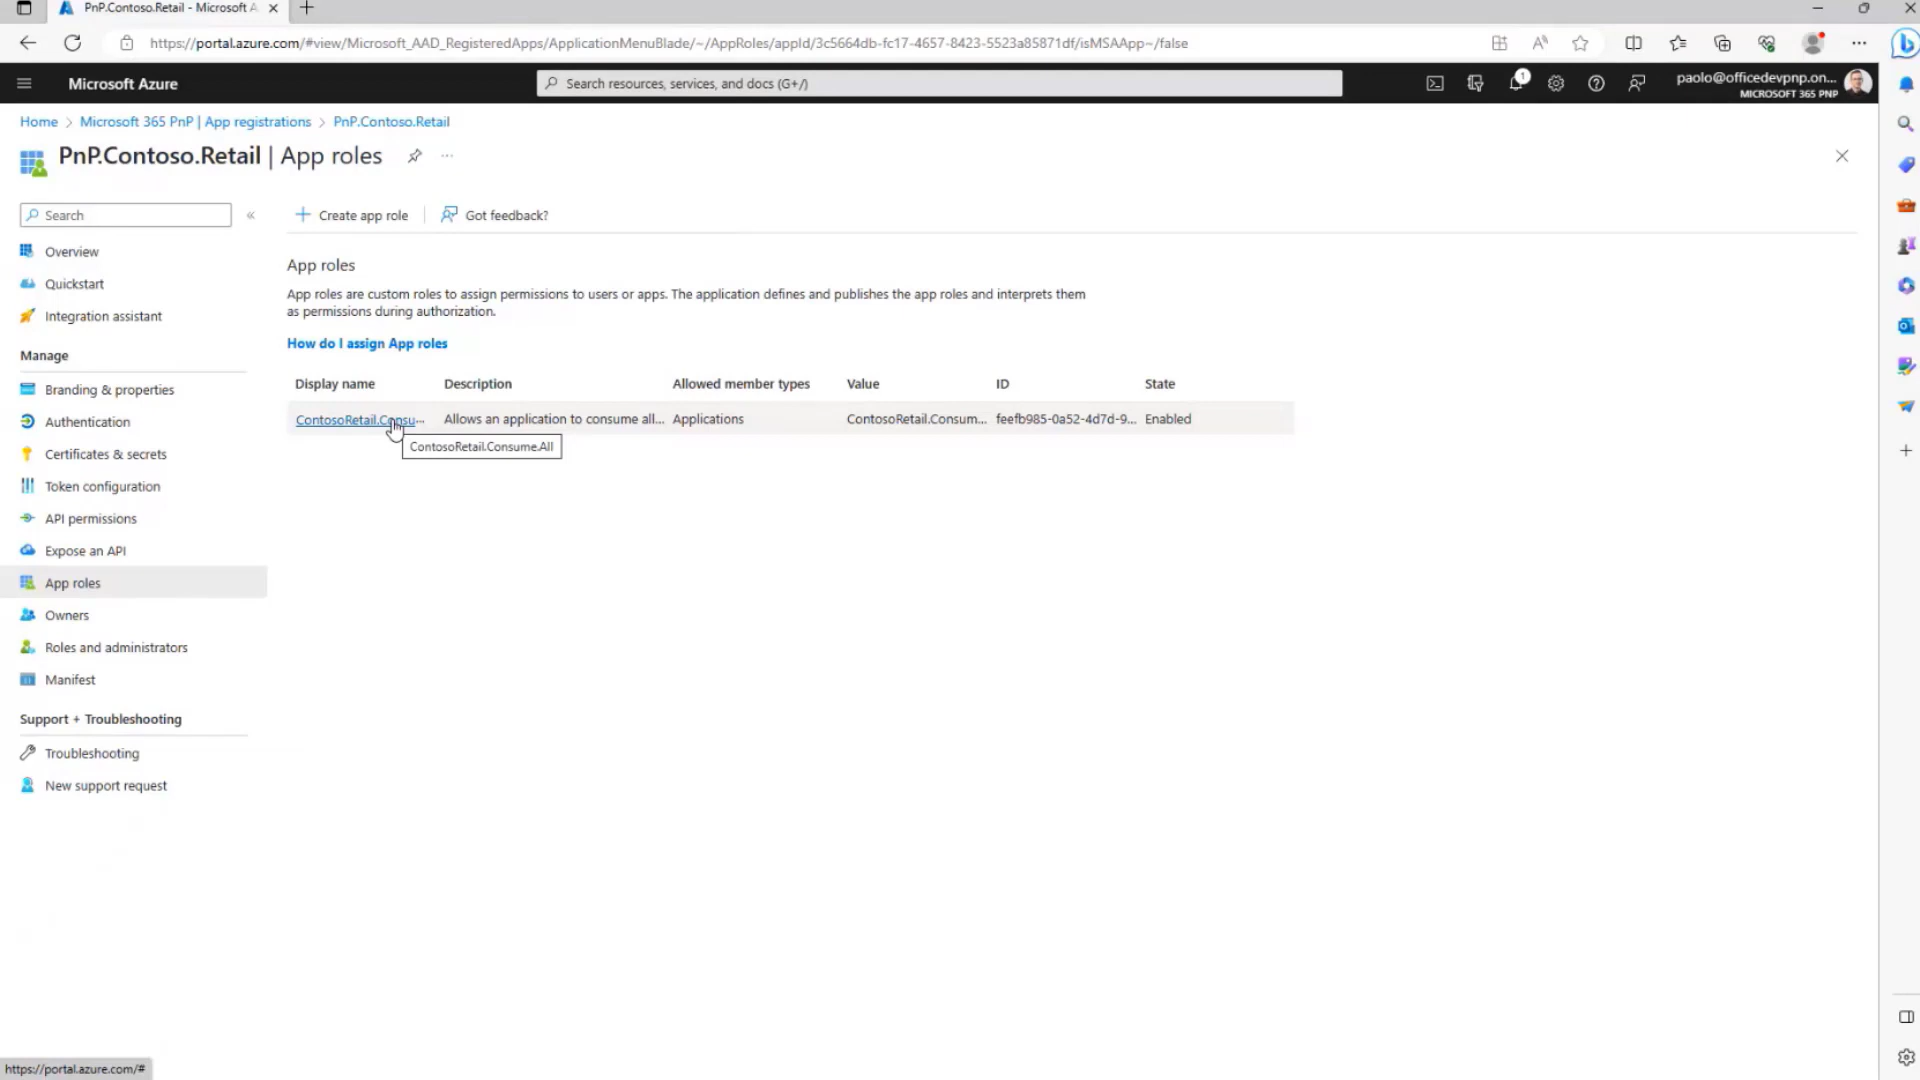 PnP.Contoso.Retail - Microsoft A
https://portal.azure.com/#view/Microsoft_AAD_RegisteredApps/ApplicationMenuBlade/~/AppRoles/appId/3c5664db-fc17-4657-8423-5523a85871df/isMSAApp~/false
Microsoft Azure
Search resources, services, and docs (G+/)
1
paolo@officedevpnp.on...
MICROSOFT 365 PNP
Home > Microsoft 365 PnP | App registrations > PnP.Contoso.Retail
PnP.Contoso.Retail | App roles
Search
Create app role
Got feedback?
Overview
Quickstart
Integration assistant
Manage
Branding & properties
Authentication
Certificates & secrets
Token configuration
API permissions
Expose an API
App roles
Owners
Roles and administrators
Manifest
Support + Troubleshooting
Troubleshooting
New support request
App roles
App roles are custom roles to assign permissions to users or apps. The application defines and publishes the app roles and interprets them
as permissions during authorization.
How do I assign App roles
Display name Description Allowed member types Value ID State
ContosoRetail.Consu... Allows an application to consume all... Applications ContosoRetail.Consum... feefb985-0a52-4d7d-9... Enabled
ContosoRetail.Consume.All
https://portal.azure.com/#